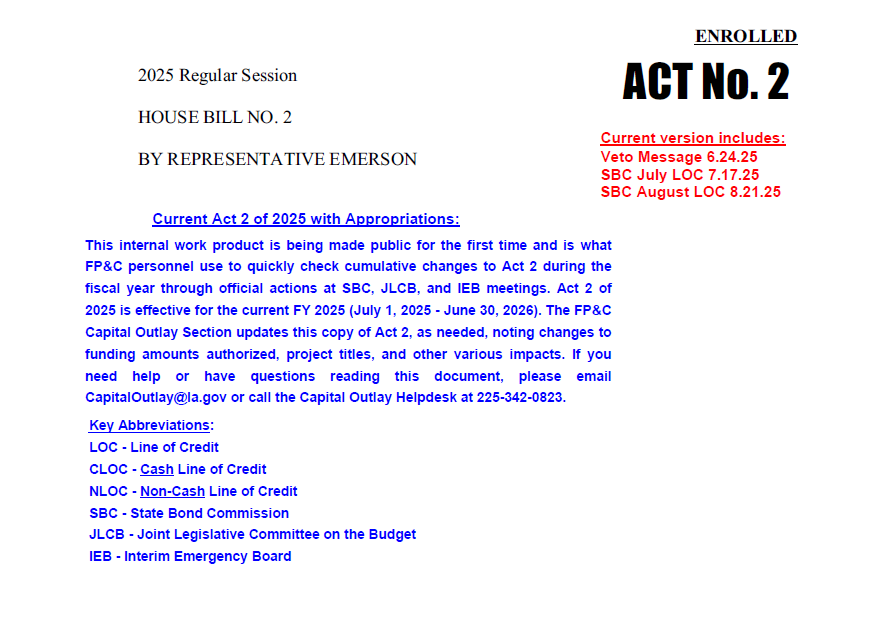 ENROLLED
2025 Regular Session
ACT No. 2
HOUSE BILL NO. 2
Current version includes:
Veto Message 6.24.25
BY REPRESENTATIVE EMERSON
SBC July LOC 7.17.25
SBC August LOC 8.21.25
Current Act 2 of 2025 with Appropriations:
This internal work product is being made public for the first time and is what
FP&C personnel use to quickly check cumulative changes to Act 2 during the
fiscal year through official actions at SBC, JLCB, and IEB meetings. Act 2 of
2025 is effective for the current FY 2025 (July 1, 2025 - June 30, 2026). The FP&C
Capital Outlay Section updates this copy of Act 2, as needed, noting changes to
funding amounts authorized, project titles, and other various impacts. If you
need help or have questions reading this document, please email
CapitalOutlay@la.gov or call the Capital Outlay Helpdesk at 225-342-0823.
Key Abbreviations:
LOC - Line of Credit
CLOC - Cash Line of Credit
NLOC - Non-Cash Line of Credit
SBC - State Bond Commission
JLCB - Joint Legislative Committee on the Budget
IEB - Interim Emergency Board